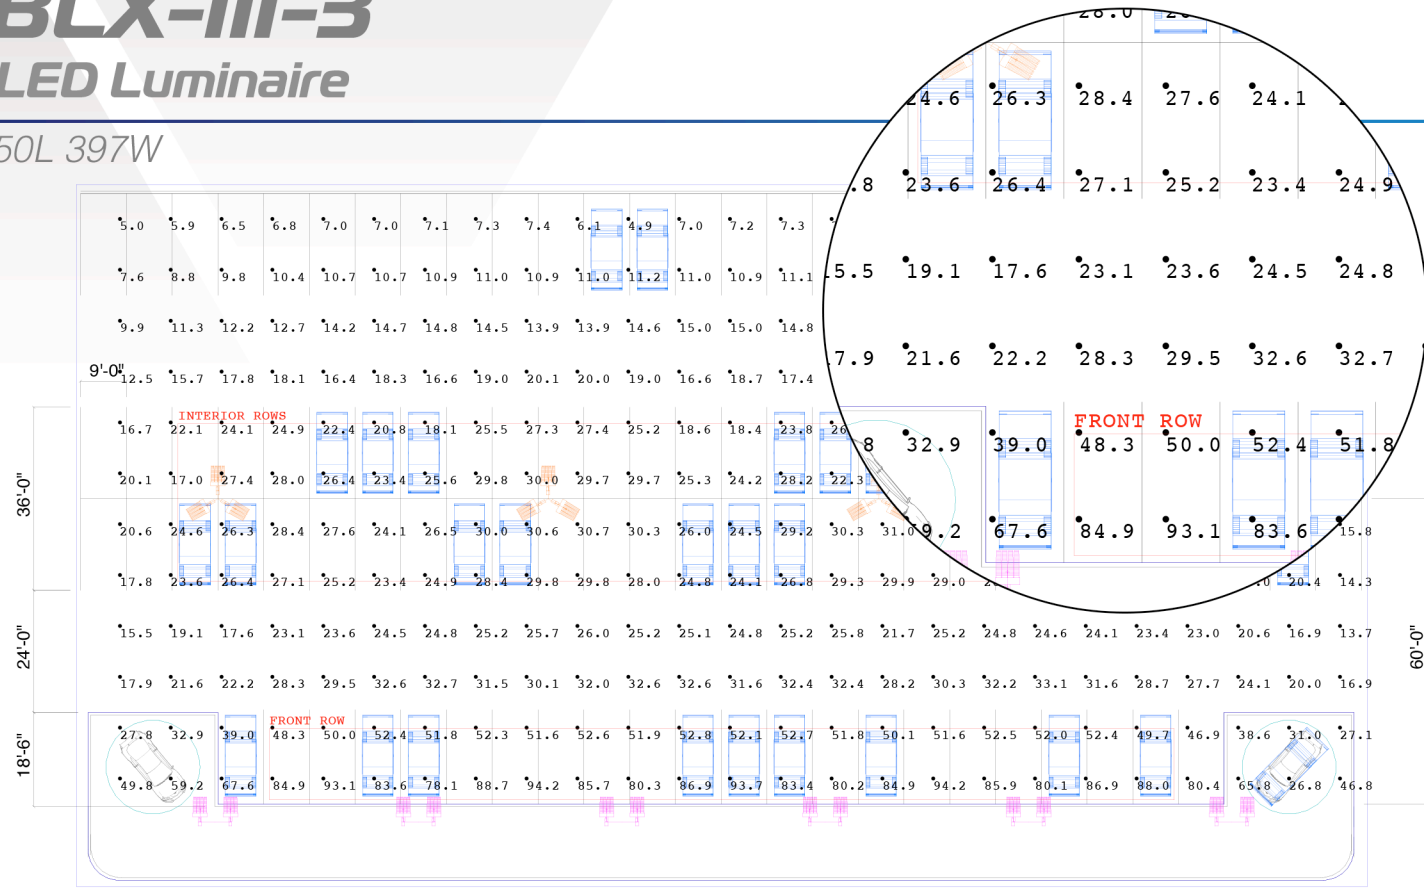 BLX-III-3
LED Luminaire
50L 397W
28.0
24.6 26.3 28.4 27.6 24.1
.8 23.6 26.4 27.1 25.2 23.4 24.9
5.5 19.1 17.6 23.1 23.6 24.5 24.8
7.9 21.6 22.2 28.3 29.5 32.6 32.7
FRONT ROW
8 32.9 39.0 48.3 50.0 52.4 51.8
9.2 67.6 84.9 93.1 83.6
5.0 5.9 6.5 6.8 7.0 7.0 7.1 7.3 7.4 6.1 4.9 7.0 7.2 7.3
7.6 8.8 9.8 10.4 10.7 10.7 10.9 11.0 10.9 11.0 11.2 11.0 10.9 11.1
9.9 11.3 12.2 12.7 14.2 14.7 14.8 14.5 13.9 13.9 14.6 15.0 15.0 14.8
9'-0"
12.5 15.7 17.8 18.1 16.4 18.3 16.6 19.0 20.1 20.0 19.0 16.6 18.7 17.4
INTERIOR ROWS
16.7 22.1 24.1 24.9 22.4 20.8 18.1 25.5 27.3 27.4 25.2 18.6 18.4 23.8 26
36'-0"
20.1 17.0 27.4 28.0 26.4 23.4 25.6 29.8 30.0 29.7 29.7 25.3 24.2 28.2 22.3
20.6 24.6 26.3 28.4 27.6 24.1 26.5 30.0 30.6 30.7 30.3 26.0 24.5 29.2 30.3 31.0 15.8
17.8 23.6 26.4 27.1 25.2 23.4 24.9 28.4 29.8 29.8 28.0 24.8 24.1 26.8 29.3 29.9 29.0 .0 20.4 14.3
24'-0"
15.5 19.1 17.6 23.1 23.6 24.5 24.8 25.2 25.7 26.0 25.2 25.1 24.8 25.2 25.8 21.7 25.2 24.8 24.6 24.1 23.4 23.0 20.6 16.9 13.7
60'-0"
17.9 21.6 22.2 28.3 29.5 32.6 32.7 31.5 30.1 32.0 32.6 32.6 31.6 32.4 32.4 28.2 30.3 32.2 33.1 31.6 28.7 27.7 24.1 20.0 16.9
FRONT ROW
27.8 32.9 39.0 48.3 50.0 52.4 51.8 52.3 51.6 52.6 51.9 52.8 52.1 52.7 51.8 50.1 51.6 52.5 52.0 52.4 49.7 46.9 38.6 31.0 27.1
18'-6"
49.8 59.2 67.6 84.9 93.1 83.6 78.1 88.7 94.2 85.7 80.3 86.9 93.7 83.4 80.2 84.9 94.2 85.9 80.1 86.9 88.0 80.4 65.8 26.8 46.8